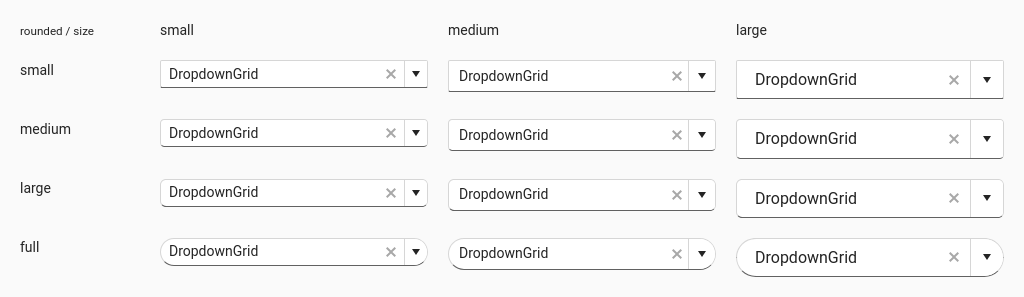 rounded / size small medium large
small DropdownGrid DropdownGrid DropdownGrid
medium DropdownGrid DropdownGrid DropdownGrid
large DropdownGrid DropdownGrid DropdownGrid
full DropdownGrid DropdownGrid DropdownGrid